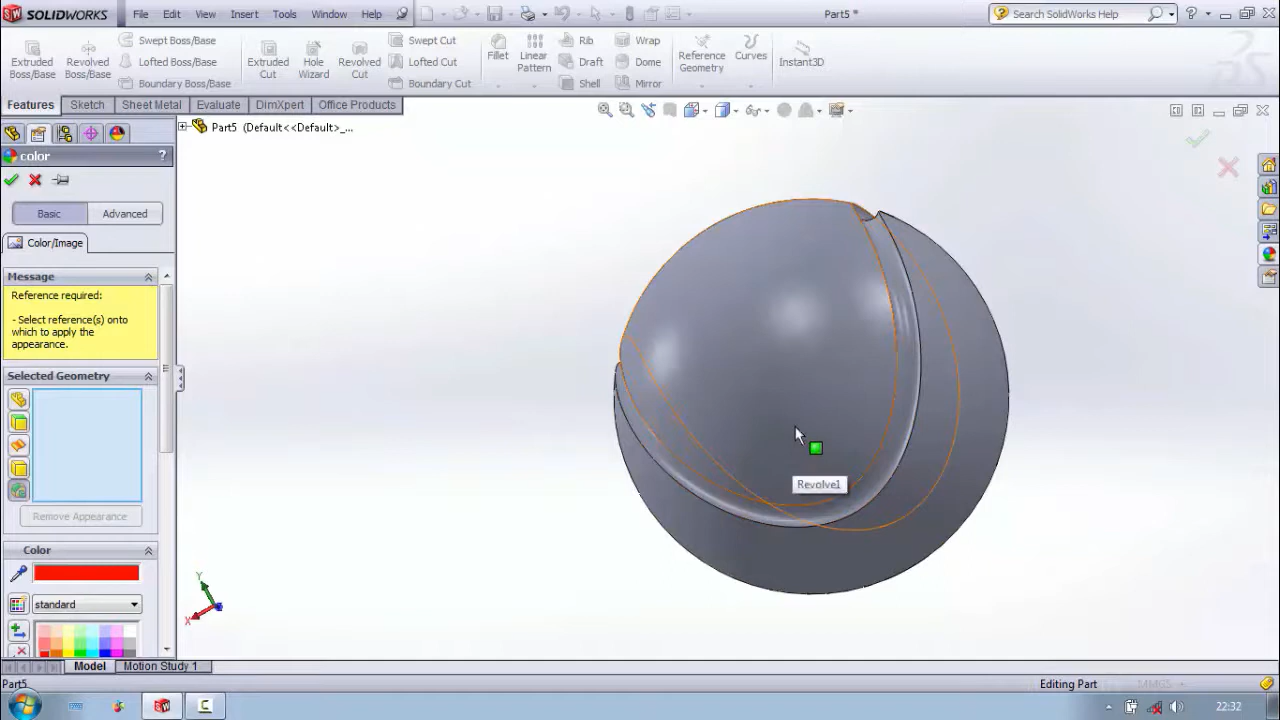 SOLIDWORKS File Edit View Insert Tools Window Help Part5 * Search SolidWorks Help ?
Extruded Boss/Base
Revolved Boss/Base
Swept Boss/Base
Lofted Boss/Base
Boundary Boss/Base
Extruded Cut
Hole Wizard
Revolved Cut
Swept Cut
Lofted Cut
Boundary Cut
Fillet
Linear Pattern
Rib
Draft
Shell
Wrap
Dome
Mirror
Reference Geometry
Curves
Instant3D
Features Sketch Sheet Metal Evaluate DimXpert Office Products
Part5 (Default<<Default>_...
color ?
Basic Advanced
Color/Image
Message
Reference required:
- Select reference(s) onto
which to apply the
appearance.
Selected Geometry
Remove Appearance
Color
standard
Revolve1
Y
X
Model Motion Study 1
Part5 Editing Part MMGS
22:32